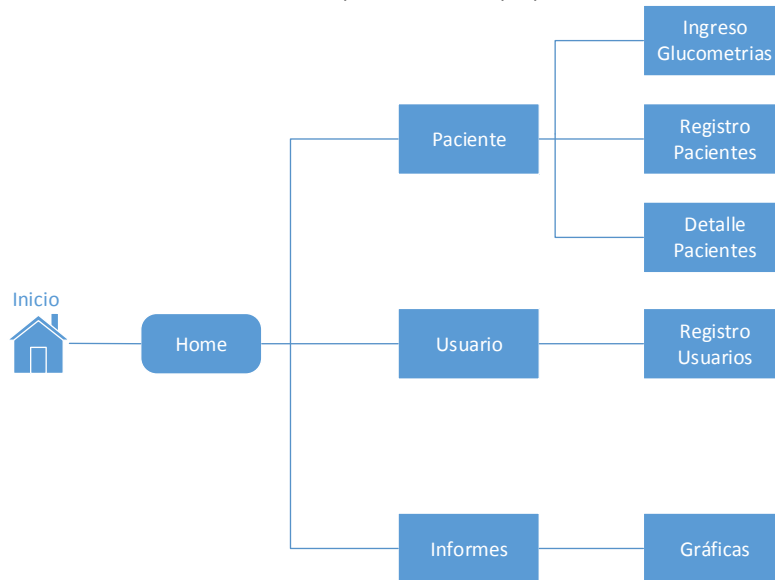 Ingreso
Glucometrias
Paciente
Registro
Pacientes
Detalle
Pacientes
Inicio
Home
Usuario
Registro
Usuarios
Informes
Gráficas